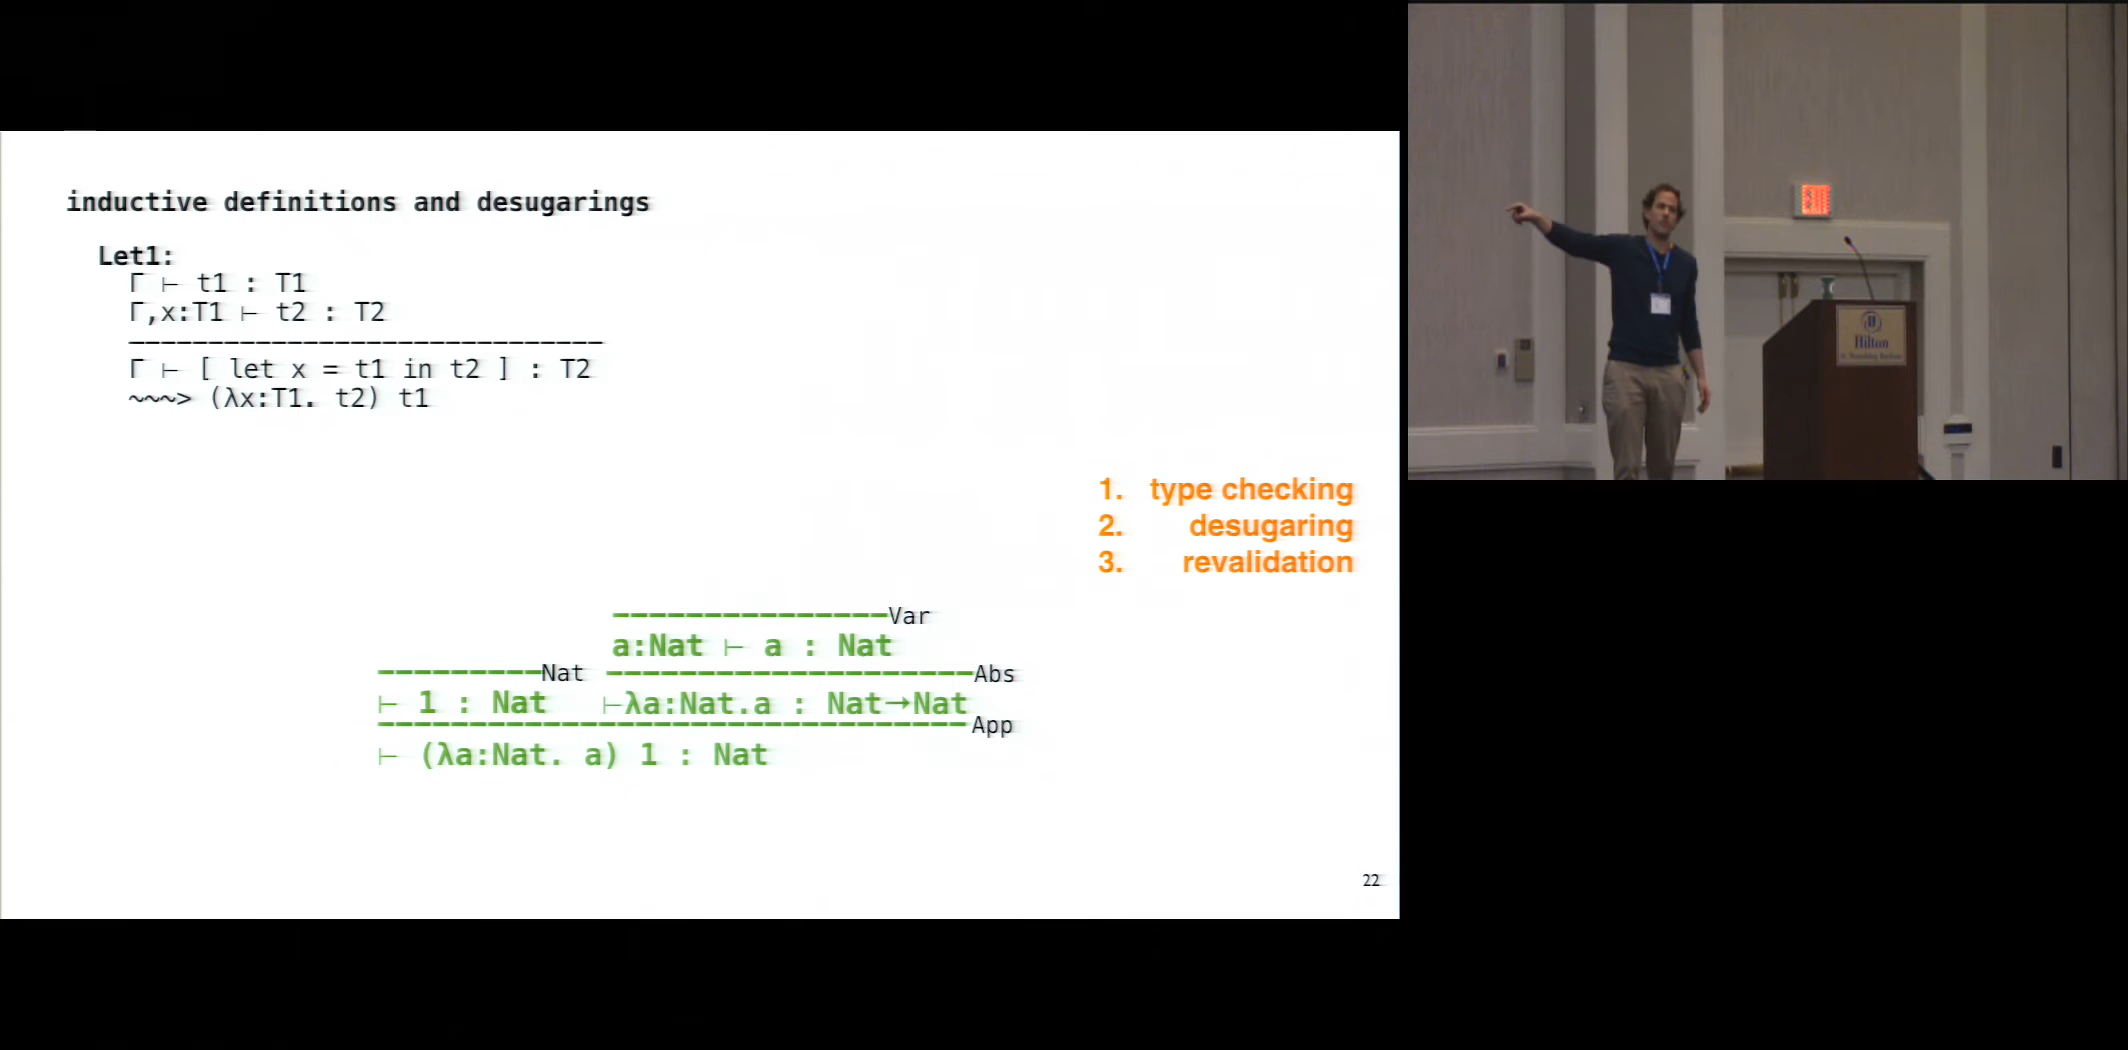 inductive definitions and desugarings
Let1:
Γ ⊢ t1 : T1
Γ,x:T1 ⊢ t2 : T2
Γ ⊢ [ let x = t1 in t2 ] : T2
~~~> (λx:T1. t2) t1
1. type checking
2. desugaring
3. revalidation
Var
a:Nat ⊢ a : Nat
Nat
Abs
⊢ 1 : Nat
⊢λa:Nat.a : Nat→Nat
App
⊢ (λa:Nat. a) 1 : Nat
22
Hilton